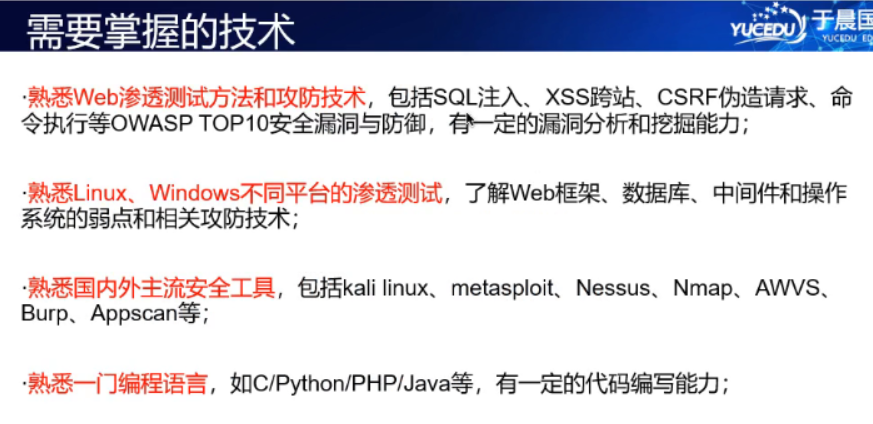 需要掌握的技术
YUCEDU
于晨国
YUCEDU ED
·熟悉Web渗透测试方法和攻防技术，包括SQL注入、XSS跨站、CSRF伪造请求、命
令执行等OWASP TOP10安全漏洞与防御，有一定的漏洞分析和挖掘能力；
·熟悉Linux、Windows不同平台的渗透测试，了解Web框架、数据库、中间件和操作
系统的弱点和相关攻防技术；
·熟悉国内外主流安全工具，包括kali linux、metasploit、Nessus、Nmap、AWVS、
Burp、Appscan等；
·熟悉一门编程语言，如C/Python/PHP/Java等，有一定的代码编写能力；